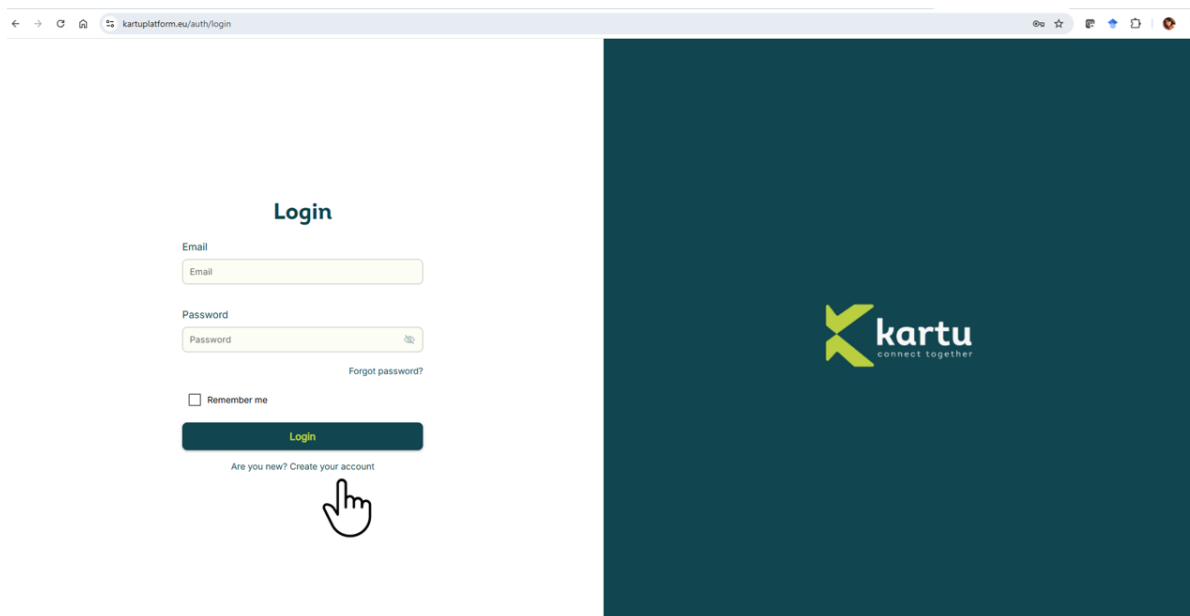 kartuplatform.eu/auth/login
Login
Email
Email
Password
Password
Forgot password?
Remember me
Login
Are you new? Create your account
kartu
connect together